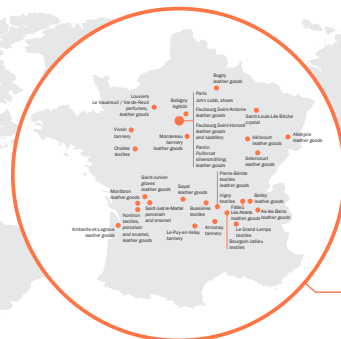 Bogny
leather goods
Louviers
Le Vaudreuil / Val-de-Reuil
perfumes,
leather goods
Bobigny
logistic
Paris
John Lobb, shoes
Faubourg Saint-Antoine
leather goods
Faubourg Saint-Honoré
leather goods
and saddlery
Pantin
Puiforcat
silversmithing,
leather goods
Saint-Louis-Lès-Bitche
crystal
Vivoin
tannery
Challes
textiles
Montereau
tannery
leather goods
Héricourt
leather goods
Allenjoie
leather goods
Seloncourt
leather goods
Pierre-Bénite
textiles
leather goods
Irigny
textiles
Fitilieu
Les Abrets
leather goods
Belley
leather goods
Aix-les-Bains
leather goods
Le Grand-Lemps
textiles
Bourgoin-Jallieu
textiles
Saint-Junien
gloves
leather goods
Montbron
leather goods
Sayat
leather goods
Saint-Just-le-Martel
porcelain
and enamel
Nontron
textiles,
porcelain
and enamel,
leather goods
Bussières
textiles
Ambarès-et-Lagrave
leather goods
Le-Puy-en-Velay
tannery
Annonay
tannery